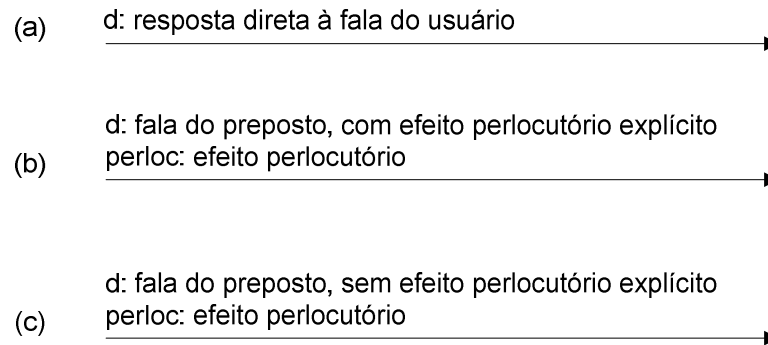 (a) d: resposta direta à fala do usuário
d: fala do preposto, com efeito perlocutório explícito
(b) perloc: efeito perlocutório
d: fala do preposto, sem efeito perlocutório explícito
(c) perloc: efeito perlocutório